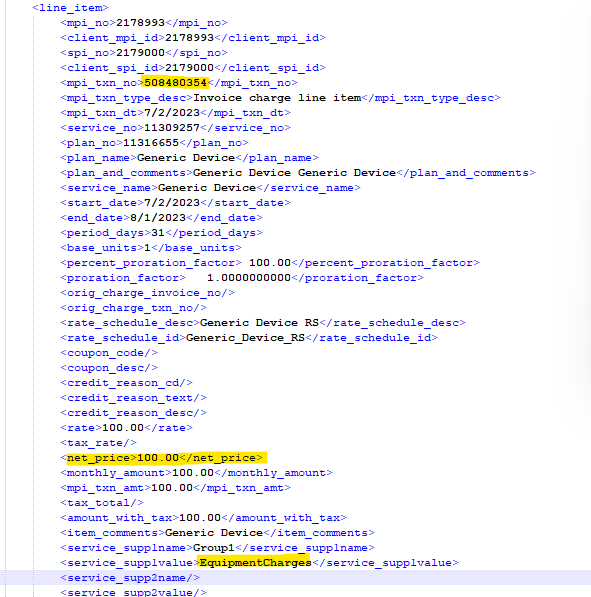 <line_item>
<mpi_no>2178993</mpi_no>
<client_mpi_id>2178993</client_mpi_id>
<spi_no>2179000</spi_no>
<client_spi_id>2179000</client_spi_id>
<mpi_txn_no>508480354</mpi_txn_no>
<mpi_txn_type_desc>Invoice charge line item</mpi_txn_type_desc>
<mpi_txn_dt>7/2/2023</mpi_txn_dt>
<service_no>11309257</service_no>
<plan_no>11316655</plan_no>
<plan_name>Generic Device</plan_name>
<plan_and_comments>Generic Device Generic Device</plan_and_comments>
<service_name>Generic Device</service_name>
<start_date>7/2/2023</start_date>
<end_date>8/1/2023</end_date>
<period_days>31</period_days>
<base_units>1</base_units>
<percent_proration_factor> 100.00</percent_proration_factor>
<proration_factor>   1.0000000000</proration_factor>
<orig_charge_invoice_no/>
<orig_charge_txn_no/>
<rate_schedule_desc>Generic Device RS</rate_schedule_desc>
<rate_schedule_id>Generic_Device_RS</rate_schedule_id>
<coupon_code/>
<coupon_desc/>
<credit_reason_cd/>
<credit_reason_text/>
<credit_reason_desc/>
<rate>100.00</rate>
<tax_rate/>
<net_price>100.00</net_price>
<monthly_amount>100.00</monthly_amount>
<mpi_txn_amt>100.00</mpi_txn_amt>
<tax_total/>
<amount_with_tax>100.00</amount_with_tax>
<item_comments>Generic Device</item_comments>
<service_supplname>Group1</service_supplname>
<service_supplvalue>EquipmentCharges</service_supplvalue>
<service_supp2name/>
<service_supp2value/>